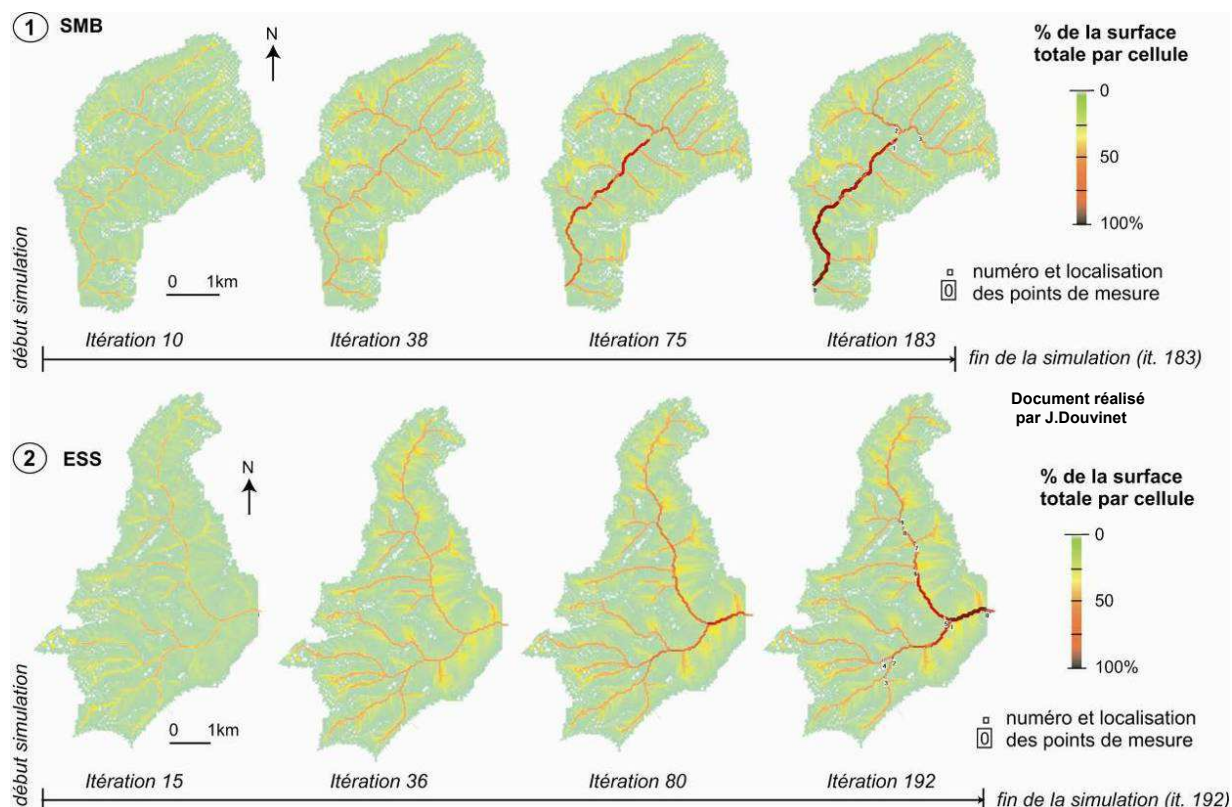 1 SMB
N
% de la surface
totale par cellule
0
50
100%
numéro et localisation
0 des points de mesure
0 1km
début simulation
Itération 10 Itération 38 Itération 75 Itération 183
fin de la simulation (it. 183)
Document réalisé
par J.Douvinet
2 ESS
N
% de la surface
totale par cellule
0
50
100%
numéro et localisation
0 des points de mesure
0 1km
début simulation
Itération 15 Itération 36 Itération 80 Itération 192
fin de la simulation (it. 192)